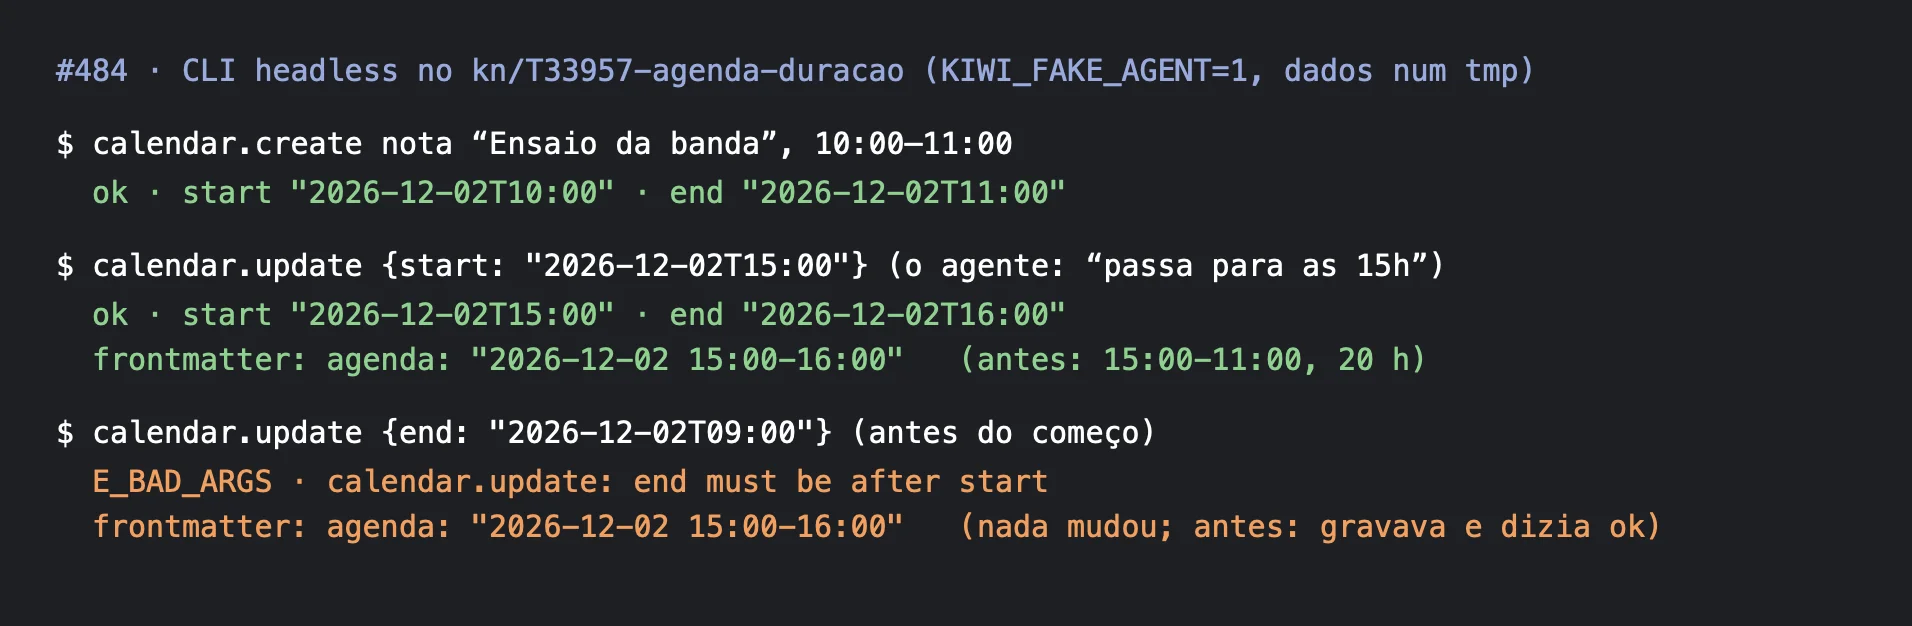 #484 · CLI headless no kn/T33957-agenda-duracao (KIWI_FAKE_AGENT=1, dados num tmp)
$ calendar.create nota “Ensaio da banda”, 10:00–11:00
ok · start "2026-12-02T10:00" · end "2026-12-02T11:00"
$ calendar.update {start: "2026-12-02T15:00"} (o agente: “passa para as 15h”)
ok · start "2026-12-02T15:00" · end "2026-12-02T16:00"
frontmatter: agenda: "2026-12-02 15:00-16:00" (antes: 15:00-11:00, 20 h)
$ calendar.update {end: "2026-12-02T09:00"} (antes do começo)
E_BAD_ARGS · calendar.update: end must be after start
frontmatter: agenda: "2026-12-02 15:00-16:00" (nada mudou; antes: gravava e dizia ok)